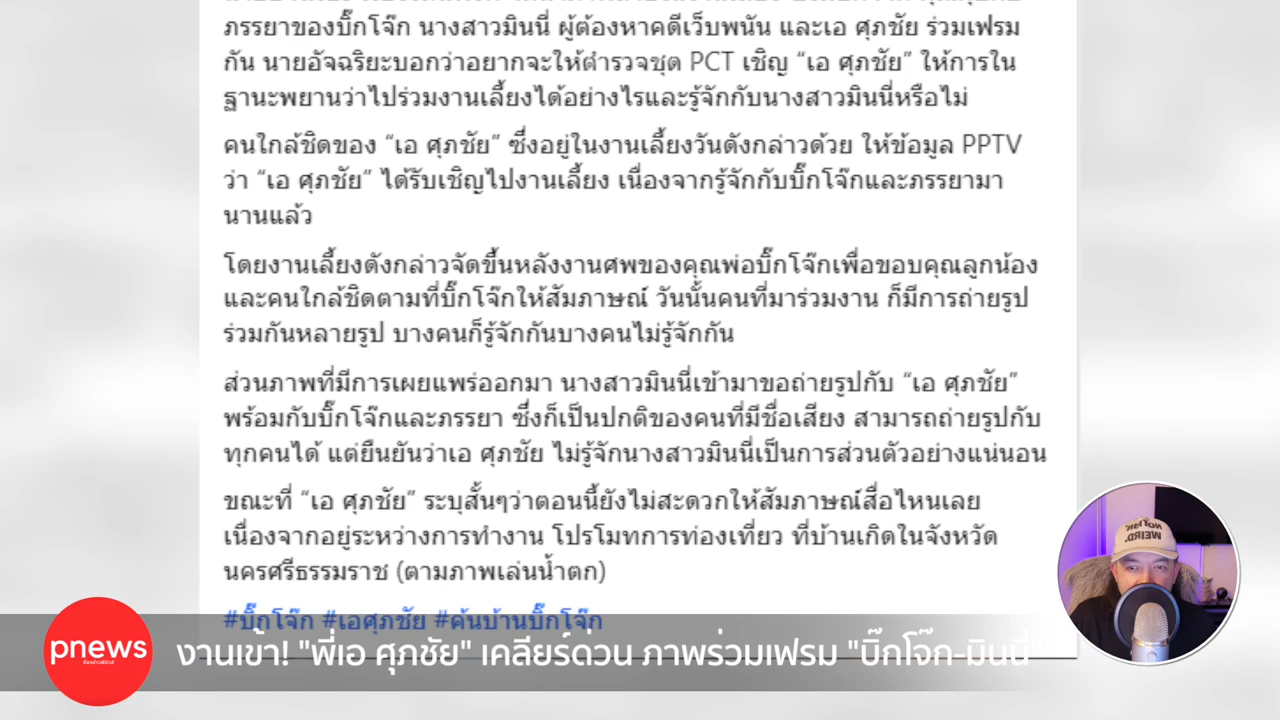 ภรรยาของบิ๊กโจ๊ก นางสาวมินนี่ ผู้ต้องหาคดีเว็บพนัน และเอ ศุภชัย ร่วมเฟรม
กัน นายอัจฉริยะบอกว่าอยากจะให้ตำรวจชุด PCT เชิญ “เอ ศุภชัย” ให้การใน
ฐานะพยานว่าไปร่วมงานเลี้ยงได้อย่างไรและรู้จักกับนางสาวมินนี่หรือไม่
คนใกล้ชิดของ “เอ ศุภชัย” ซึ่งอยู่ในงานเลี้ยงวันดังกล่าวด้วย ให้ข้อมูล PPTV
ว่า “เอ ศุภชัย” ได้รับเชิญไปงานเลี้ยง เนื่องจากรู้จักกับบิ๊กโจ๊กและภรรยามา
นานแล้ว
โดยงานเลี้ยงดังกล่าวจัดขึ้นหลังงานศพของคุณพ่อบิ๊กโจ๊กเพื่อขอบคุณลูกน้อง
และคนใกล้ชิดตามที่บิ๊กโจ๊กให้สัมภาษณ์ วันนั้นคนที่มาร่วมงาน ก็มีการถ่ายรูป
ร่วมกันหลายรูป บางคนก็รู้จักกันบางคนไม่รู้จักกัน
ส่วนภาพที่มีการเผยแพร่ออกมา นางสาวมินนี่เข้ามาขอถ่ายรูปกับ “เอ ศุภชัย”
พร้อมกับบิ๊กโจ๊กและภรรยา ซึ่งก็เป็นปกติของคนที่มีชื่อเสียง สามารถถ่ายรูปกับ
ทุกคนได้ แต่ยืนยันว่าเอ ศุภชัย ไม่รู้จักนางสาวมินนี่เป็นการส่วนตัวอย่างแน่นอน
ขณะที่ “เอ ศุภชัย” ระบุสั้นๆว่าตอนนี้ยังไม่สะดวกให้สัมภาษณ์สื่อไหนเลย
เนื่องจากอยู่ระหว่างการทำงาน โปรโมทการท่องเที่ยว ที่บ้านเกิดในจังหวัด
นครศรีธรรมราช (ตามภาพเล่นน้ำตก)
#บิ๊กโจ๊ก #เอศุภชัย #ค้นบ้านบิ๊กโจ๊ก
pnews
งานเข้า! "พี่เอ ศุภชัย" เคลียร์ด่วน ภาพร่วมเฟรม "บิ๊กโจ๊ก-มินนี่"
WEIRD.